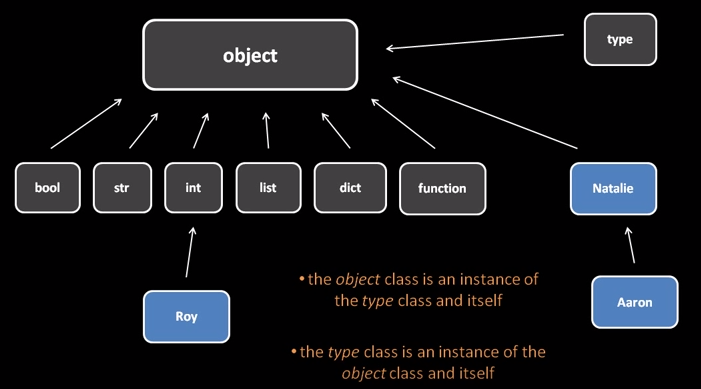 object
type
bool
str
int
list
dict
function
Natalie
Roy
Aaron
• the object class is an instance of
the type class and itself
• the type class is an instance of the
object class and itself